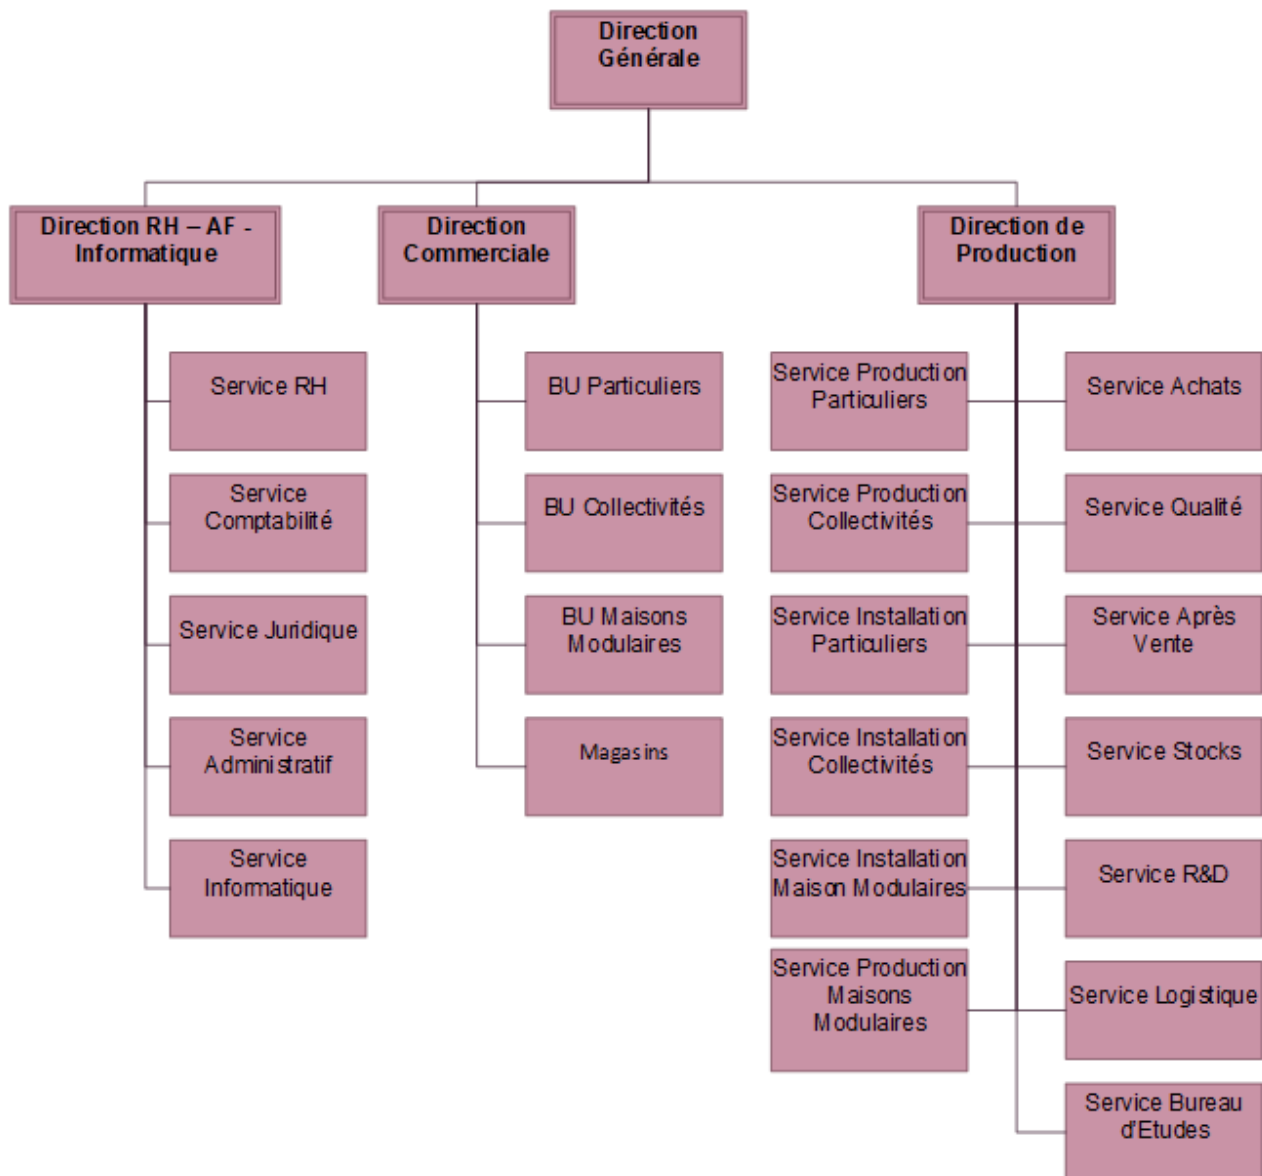 Direction
Générale
Direction RH – AF -
Informatique
Direction
Commerciale
Direction de
Production
Service RH
Service
Comptabilité
Service Juridique
Service
Administratif
Service
Informatique
BU Particuliers
BU Collectivités
BU Maisons
Modulaires
Magasins
Service Production
Particuliers
Service Production
Collectivités
Service Installation
Particuliers
Service Installation
Collectivités
Service Installation
Maison Modulaires
Service Production
Maisons
Modulaires
Service Achats
Service Qualité
Service Après
Vente
Service Stocks
Service R&D
Service Logistique
Service Bureau
d'Etudes